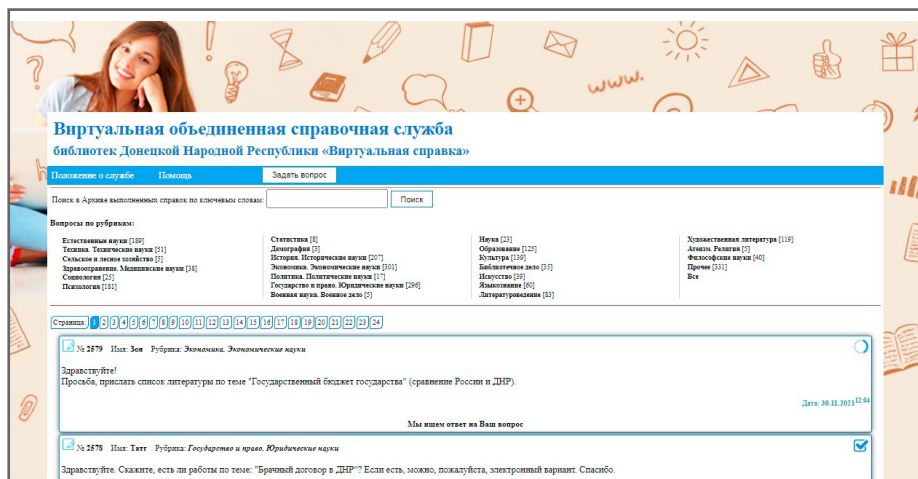 www.
Виртуальная объединенная справочная служба
библиотек Донецкой Народной Республики «Виртуальная справка»
Положение о службе Помощь Задать вопрос
Поиск в Архиве выполненных справок по ключевым словам: Поиск
Вопросы по рубрикам:
Естественные науки [189]
Техника. Технические науки [51]
Сельское и лесное хозяйство [5]
Здравоохранение. Медицинские науки [38]
Социология [25]
Психология [181]
Статистика [8]
Демография [3]
История. Исторические науки [207]
Экономика. Экономические науки [301]
Политика. Политические науки [17]
Государство и право. Юридические науки [296]
Военная наука. Военное дело [5]
Наука [23]
Образование [125]
Культура [139]
Библиотечное дело [35]
Искусство [39]
Языкознание [60]
Литературоведение [83]
Художественная литература [119]
Атеизм. Религия [5]
Философские науки [40]
Прочее [331]
Все
Страница: 1 2 3 4 5 6 7 8 9 10 11 12 13 14 15 16 17 18 19 20 21 22 23 24
№ 2579 Имя: Зоя Рубрика: Экономика. Экономические науки
Здравствуйте!
Просьба, прислать список литературы по теме "Государственный бюджет государства" (сравнение России и ДНР).
Дата: 30.11.2021 12:04
Мы ищем ответ на Ваш вопрос
№ 2578 Имя: Татт Рубрика: Государство и право. Юридические науки
Здравствуйте. Скажите, есть ли работы по теме: "Брачный договор в ДНР"? Если есть, можно, пожалуйста, электронный вариант. Спасибо.